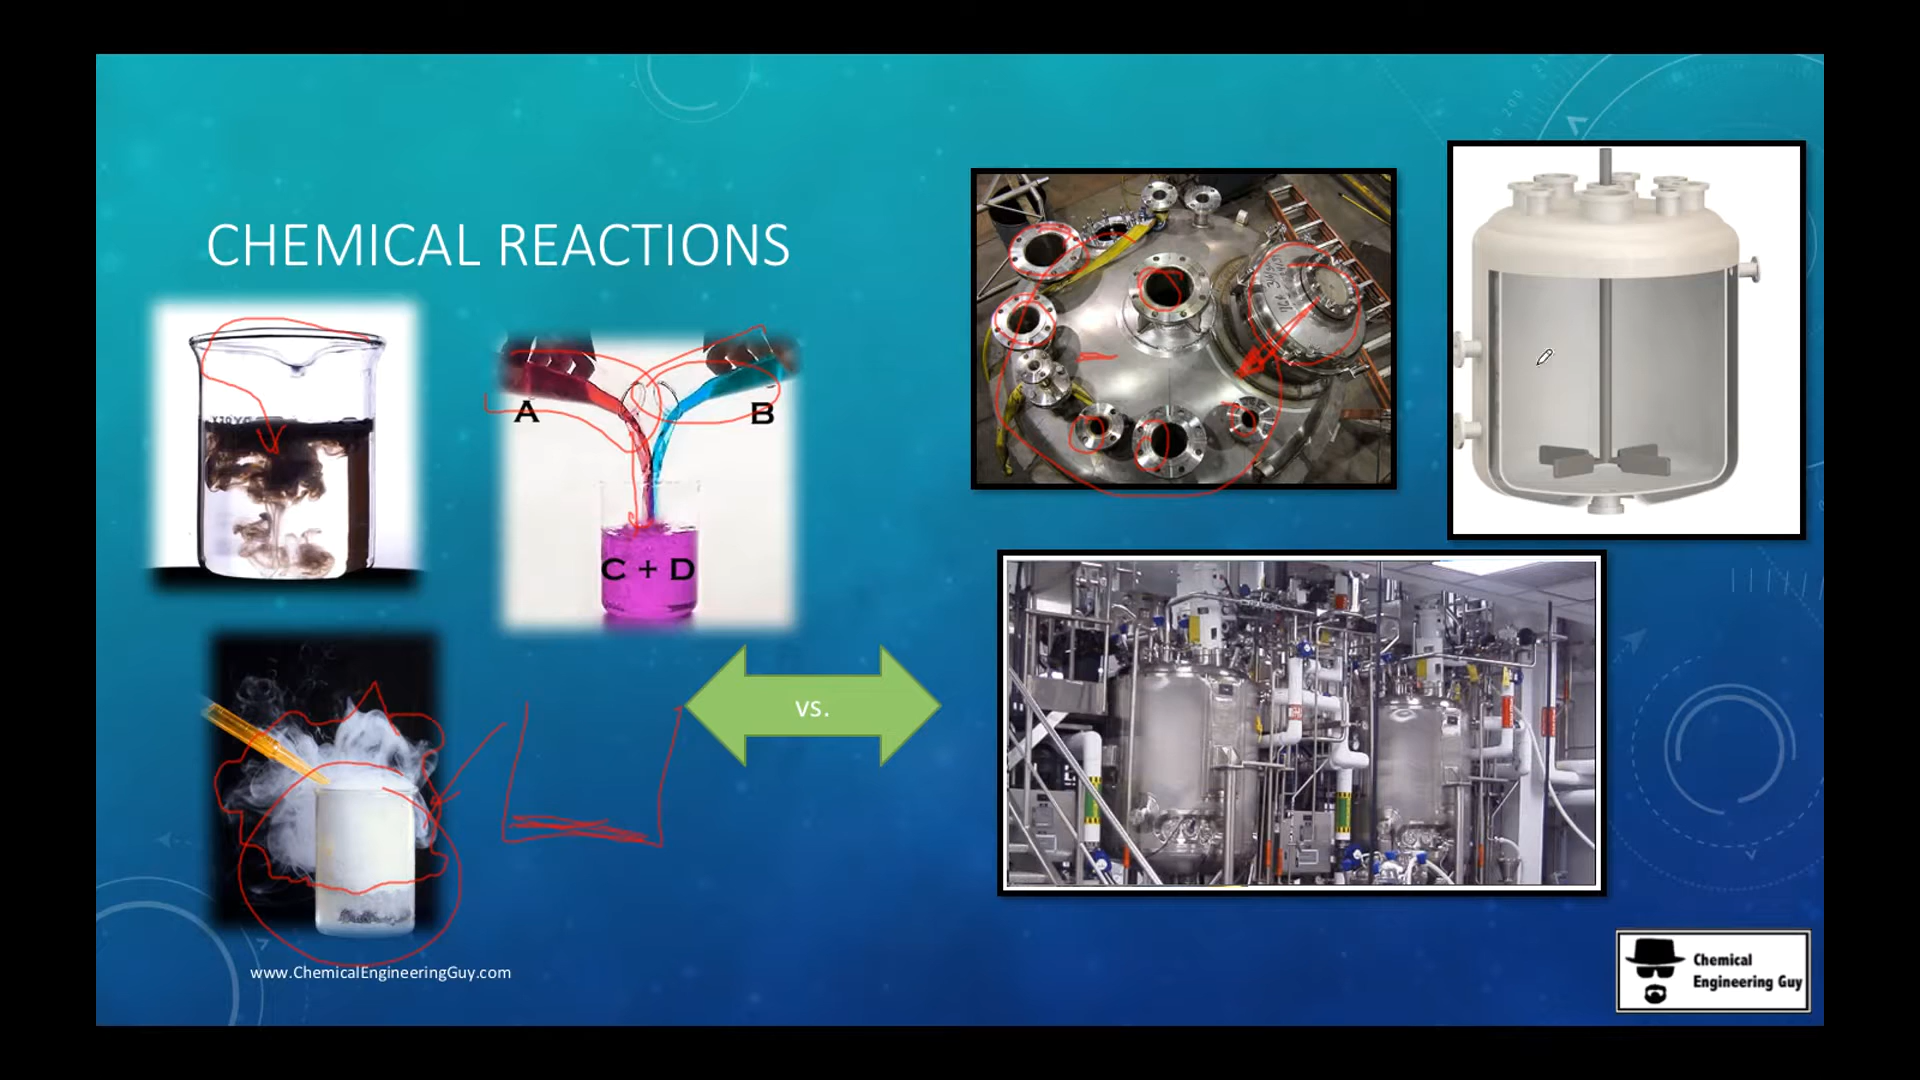 CHEMICAL REACTIONS
A
B
C + D
vs.
www.ChemicalEngineeringGuy.com
Chemical
Engineering Guy